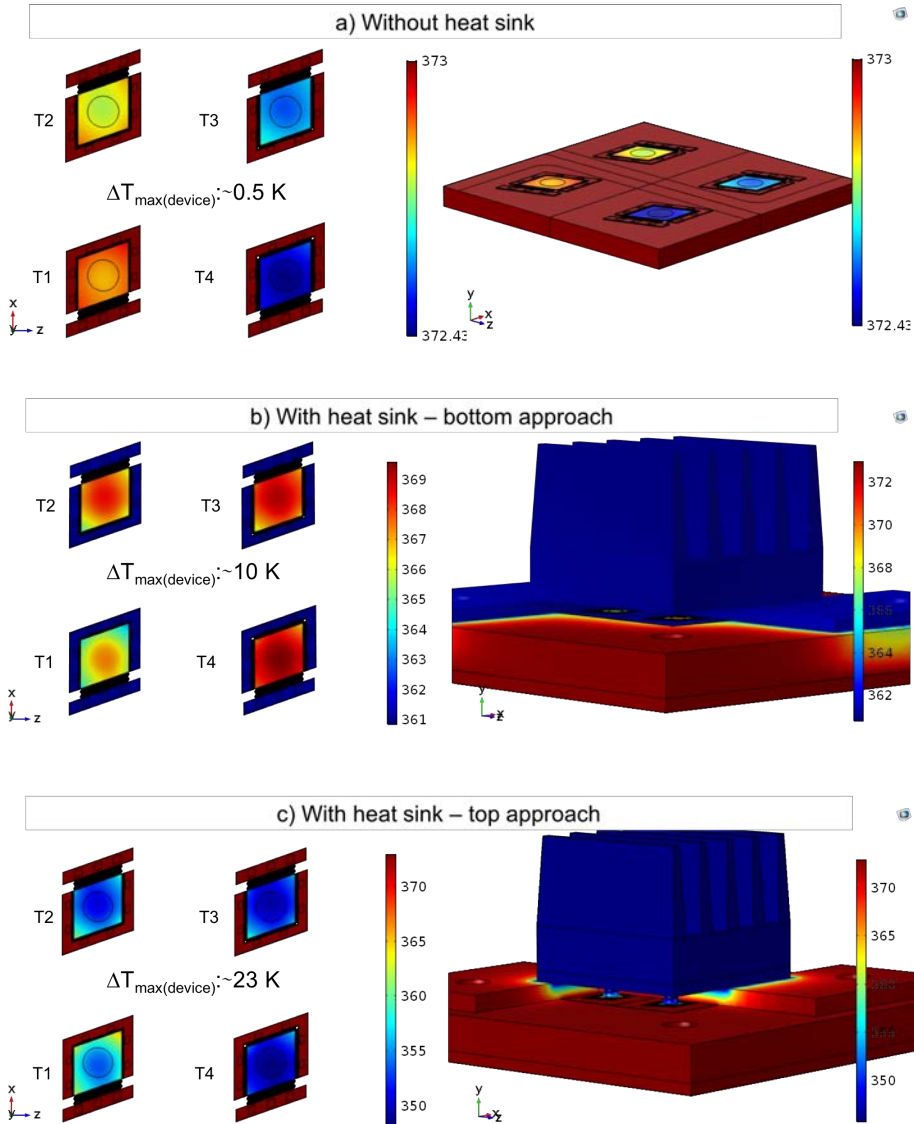 a) Without heat sink
T2
T3
ΔTmax(device):~0.5 K
T1
T4
x
y
z
373
372.43
y
x
z
373
372.43
b) With heat sink – bottom approach
T2
T3
ΔTmax(device):~10 K
T1
T4
x
y
z
369
368
367
366
365
364
363
362
361
y
x
z
372
370
368
366
364
362
c) With heat sink – top approach
T2
T3
ΔTmax(device):~23 K
T1
T4
x
y
z
370
365
360
355
350
y
x
z
370
365
350